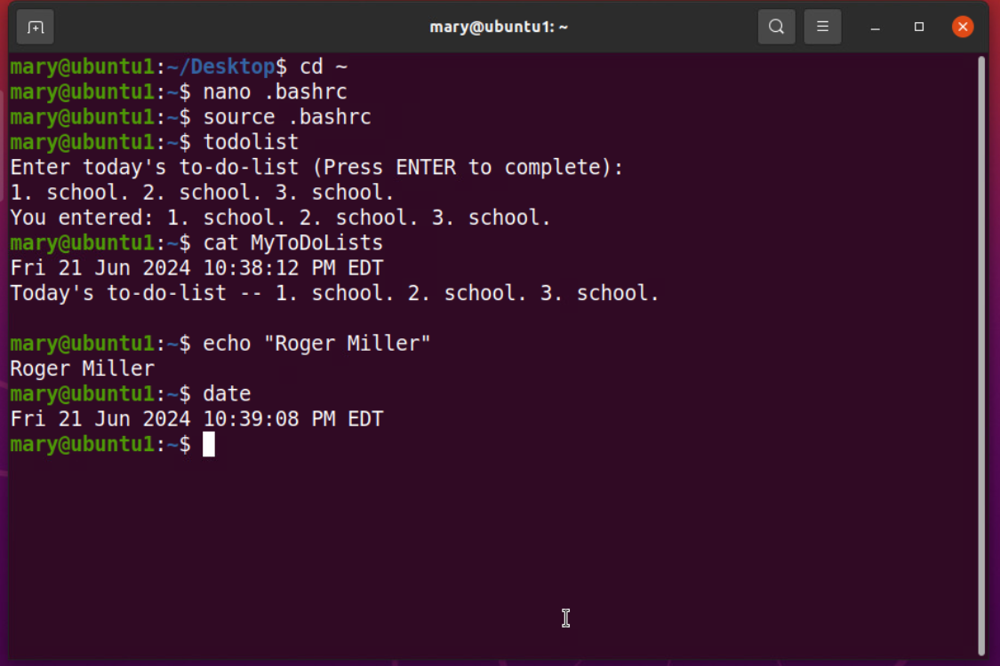 mary@ubuntu1: ~
mary@ubuntu1:~/Desktop$ cd ~
mary@ubuntu1:~$ nano .bashrc
mary@ubuntu1:~$ source .bashrc
mary@ubuntu1:~$ todolist
Enter today's to-do-list (Press ENTER to complete):
1. school. 2. school. 3. school.
You entered: 1. school. 2. school. 3. school.
mary@ubuntu1:~$ cat MyToDoLists
Fri 21 Jun 2024 10:38:12 PM EDT
Today's to-do-list -- 1. school. 2. school. 3. school.
mary@ubuntu1:~$ echo "Roger Miller"
Roger Miller
mary@ubuntu1:~$ date
Fri 21 Jun 2024 10:39:08 PM EDT
mary@ubuntu1:~$